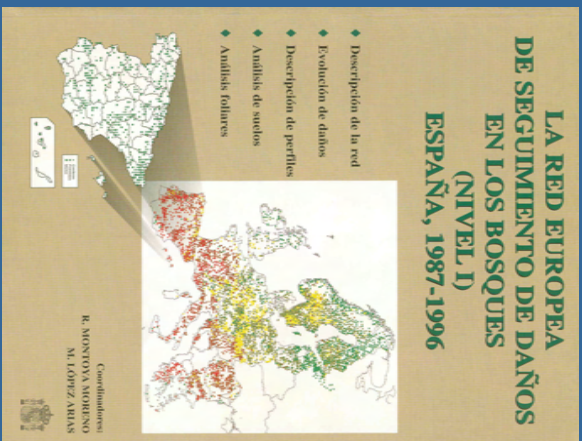 LA RED EUROPEA
DE SEGUIMIENTO DE DAÑOS
EN LOS BOSQUES
(NIVEL I)
ESPAÑA, 1987-1996
◆ Descripción de la red
◆ Evolución de daños
◆ Descripción de perfiles
◆ Análisis de suelos
◆ Análisis foliares
Coordinadores:
R. MONTOYA MORENO
M. LÓPEZ ARIAS